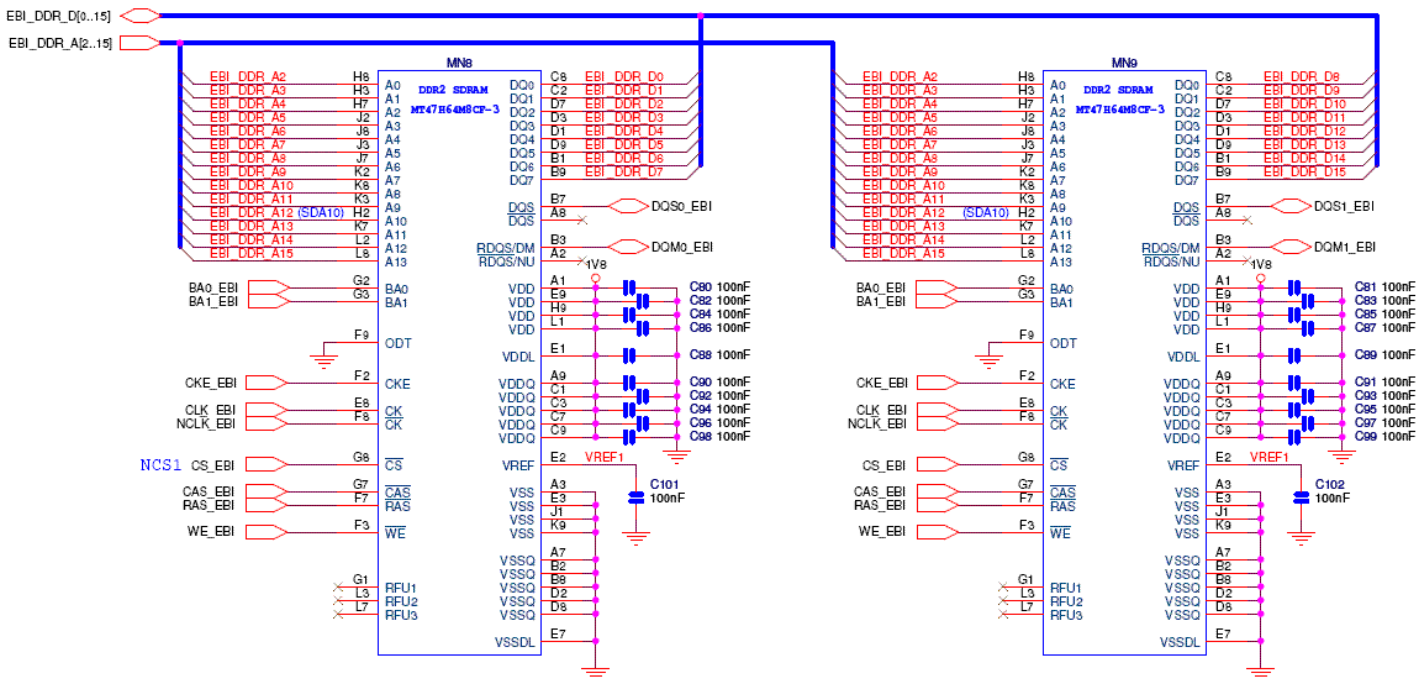 EBI_DDR_D[0..15]
EBI_DDR_A[2..15]
MN8
DDR2 SDRAM
MT47H64M8CF-3
EBI_DDR_A2 H8 A0 DQ0 C8 EBI_DDR_D0
EBI_DDR_A3 H3 A1 DQ1 C2 EBI_DDR_D1
EBI_DDR_A4 H7 A2 DQ2 D7 EBI_DDR_D2
EBI_DDR_A5 J2 A3 DQ3 D3 EBI_DDR_D3
EBI_DDR_A6 J8 A4 DQ4 D1 EBI_DDR_D4
EBI_DDR_A7 J3 A5 DQ5 D9 EBI_DDR_D5
EBI_DDR_A8 J7 A6 DQ6 B1 EBI_DDR_D6
EBI_DDR_A9 K2 A7 DQ7 B9 EBI_DDR_D7
EBI_DDR_A10 K8 A8
EBI_DDR_A11 K3 A9 DQS B7 DQS0_EBI
EBI_DDR_A12 (SDA10) H2 A10 DQS A8
EBI_DDR_A13 K7 A11
EBI_DDR_A14 L2 A12 RDQS/DM B3 DQM0_EBI
EBI_DDR_A15 L8 A13 RDQS/NU A2
1V8
BA0_EBI G2 BA0 VDD A1 C80 100nF
BA1_EBI G3 BA1 VDD E9 C82 100nF
VDD H9 C84 100nF
VDD L1 C86 100nF
F9 ODT
VDDL E1 C88 100nF
CKE_EBI F2 CKE VDDQ A9 C90 100nF
VDDQ C1 C92 100nF
CLK_EBI E8 CK VDDQ C3 C94 100nF
NCLK_EBI F8 CK VDDQ C7 C96 100nF
VDDQ C9 C98 100nF
NCS1 CS_EBI G8 CS VREF E2 VREF1
C101
100nF
CAS_EBI G7 CAS VSS A3
RAS_EBI F7 RAS VSS E3
VSS J1
WE_EBI F3 WE VSS K9
VSSQ A7
VSSQ B2
G1 RFU1 VSSQ B8
L3 RFU2 VSSQ D2
L7 RFU3 VSSQ D8
VSSDL E7
MN9
DDR2 SDRAM
MT47H64M8CF-3
EBI_DDR_A2 H8 A0 DQ0 C8 EBI_DDR_D8
EBI_DDR_A3 H3 A1 DQ1 C2 EBI_DDR_D9
EBI_DDR_A4 H7 A2 DQ2 D7 EBI_DDR_D10
EBI_DDR_A5 J2 A3 DQ3 D3 EBI_DDR_D11
EBI_DDR_A6 J8 A4 DQ4 D1 EBI_DDR_D12
EBI_DDR_A7 J3 A5 DQ5 D9 EBI_DDR_D13
EBI_DDR_A8 J7 A6 DQ6 B1 EBI_DDR_D14
EBI_DDR_A9 K2 A7 DQ7 B9 EBI_DDR_D15
EBI_DDR_A10 K8 A8
EBI_DDR_A11 K3 A9 DQS B7 DQS1_EBI
EBI_DDR_A12 (SDA10) H2 A10 DQS A8
EBI_DDR_A13 K7 A11
EBI_DDR_A14 L2 A12 RDQS/DM B3 DQM1_EBI
EBI_DDR_A15 L8 A13 RDQS/NU A2
1V8
BA0_EBI G2 BA0 VDD A1 C81 100nF
BA1_EBI G3 BA1 VDD E9 C83 100nF
VDD H9 C85 100nF
VDD L1 C87 100nF
F9 ODT
VDDL E1 C89 100nF
CKE_EBI F2 CKE VDDQ A9 C91 100nF
VDDQ C1 C93 100nF
CLK_EBI E8 CK VDDQ C3 C95 100nF
NCLK_EBI F8 CK VDDQ C7 C97 100nF
VDDQ C9 C99 100nF
CS_EBI G8 CS VREF E2 VREF1
C102
100nF
CAS_EBI G7 CAS VSS A3
RAS_EBI F7 RAS VSS E3
VSS J1
WE_EBI F3 WE VSS K9
VSSQ A7
VSSQ B2
G1 RFU1 VSSQ B8
L3 RFU2 VSSQ D2
L7 RFU3 VSSQ D8
VSSDL E7